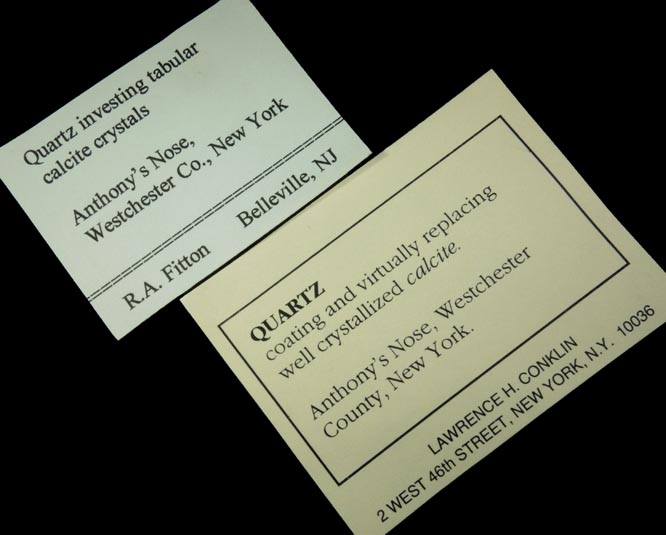 Quartz investing tabular
calcite crystals
Anthony's Nose,
Westchester Co., New York
R.A. Fitton Belleville, NJ
QUARTZ
coating and virtually replacing
well crystallized calcite.
Anthony's Nose, Westchester
County, New York.
LAWRENCE H. CONKLIN
2 WEST 46th STREET, NEW YORK, N.Y. 10036